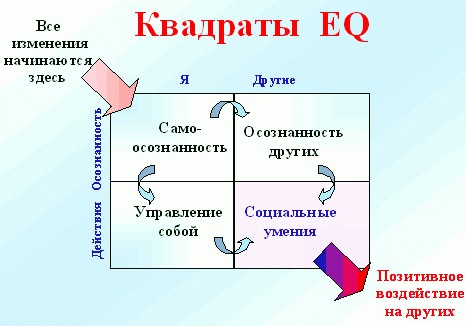 Квадраты EQ
Все
изменения
начинаются
здесь
Я Другие
Осознанность
Действия
Само-
осознанность
Осознанность
других
Управление
собой
Социальные
умения
Позитивное
воздействие
на других